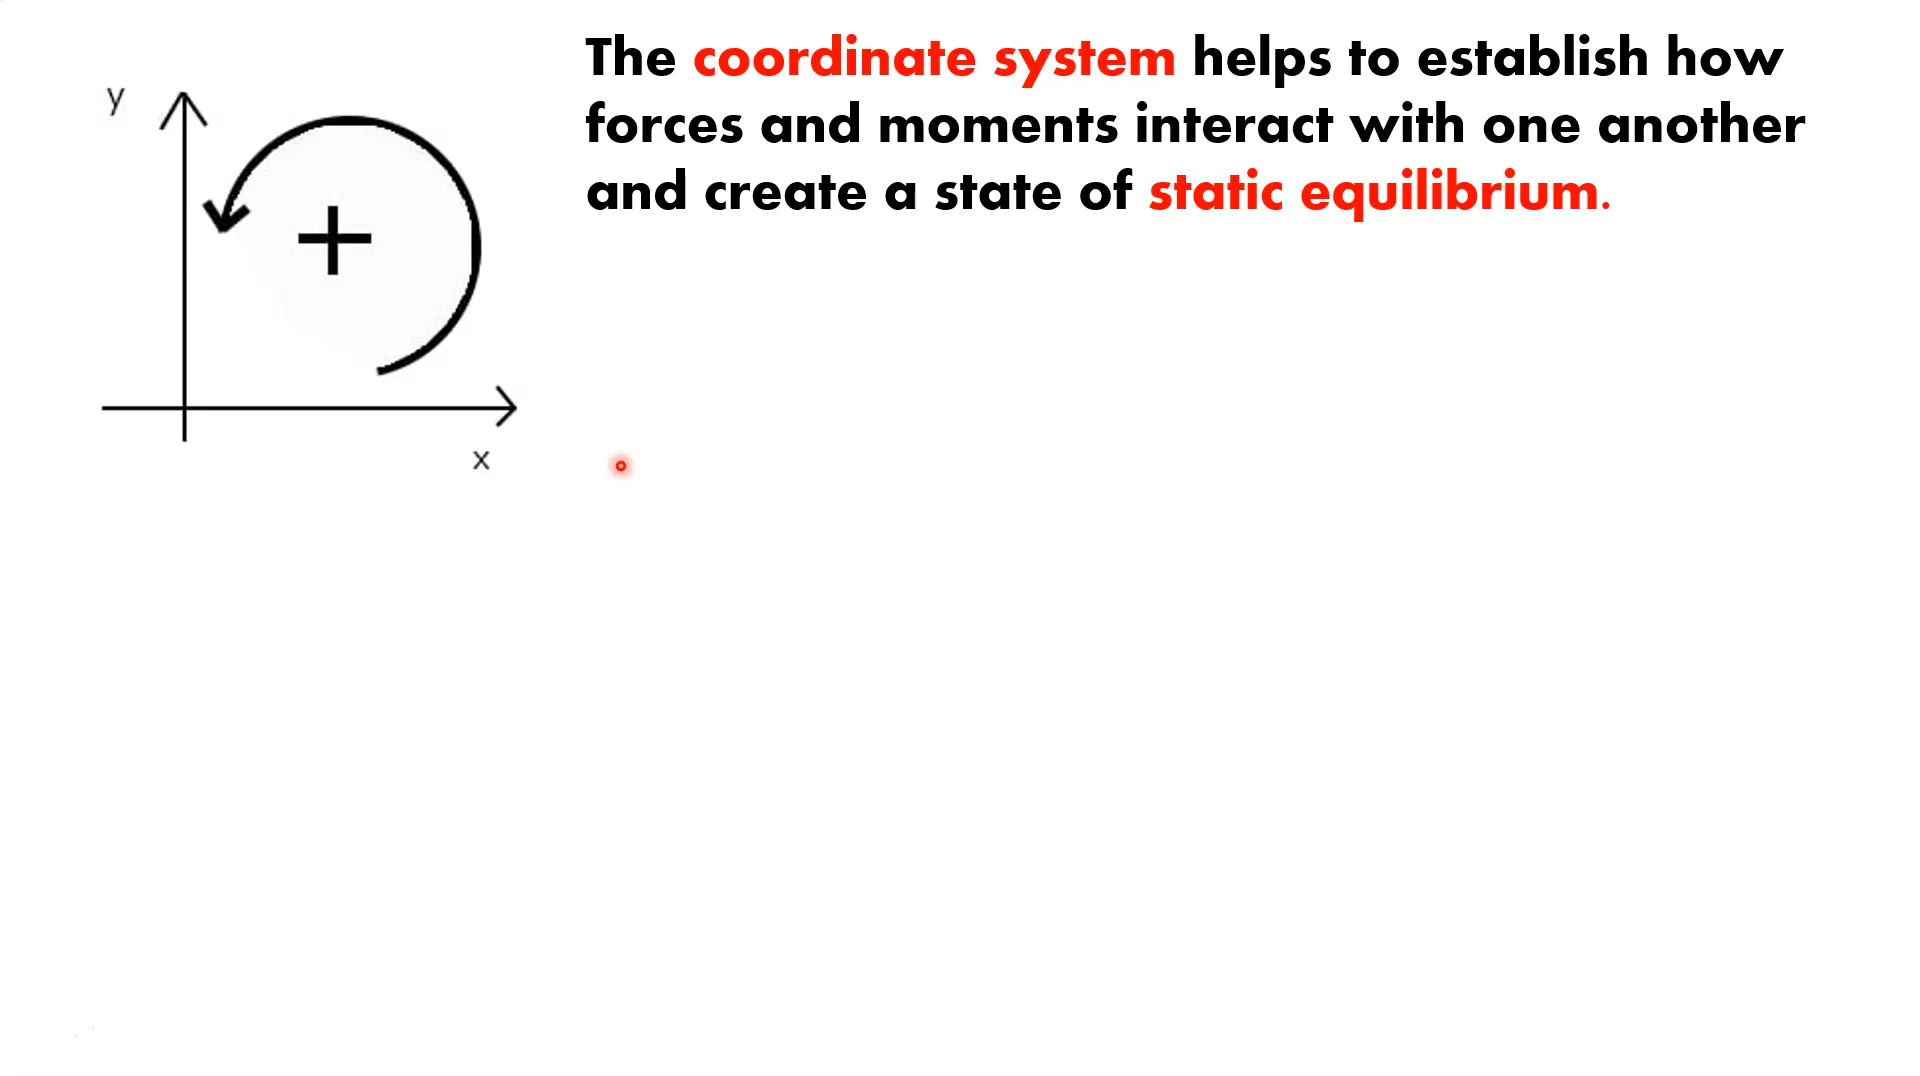 The coordinate system helps to establish how
forces and moments interact with one another
and create a state of static equilibrium.
y
+
x